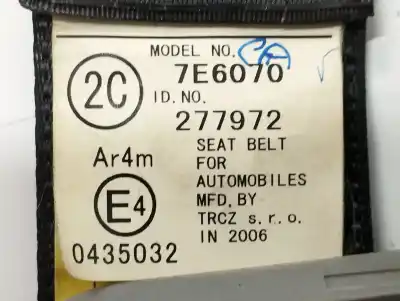 MODEL NO.
7E6070
2C
ID. NO.
277972
Ar4m
SEAT BELT
FOR
AUTOMOBILES
E4
MFD. BY
TRCZ s. r. o.
IN 2006
0435032